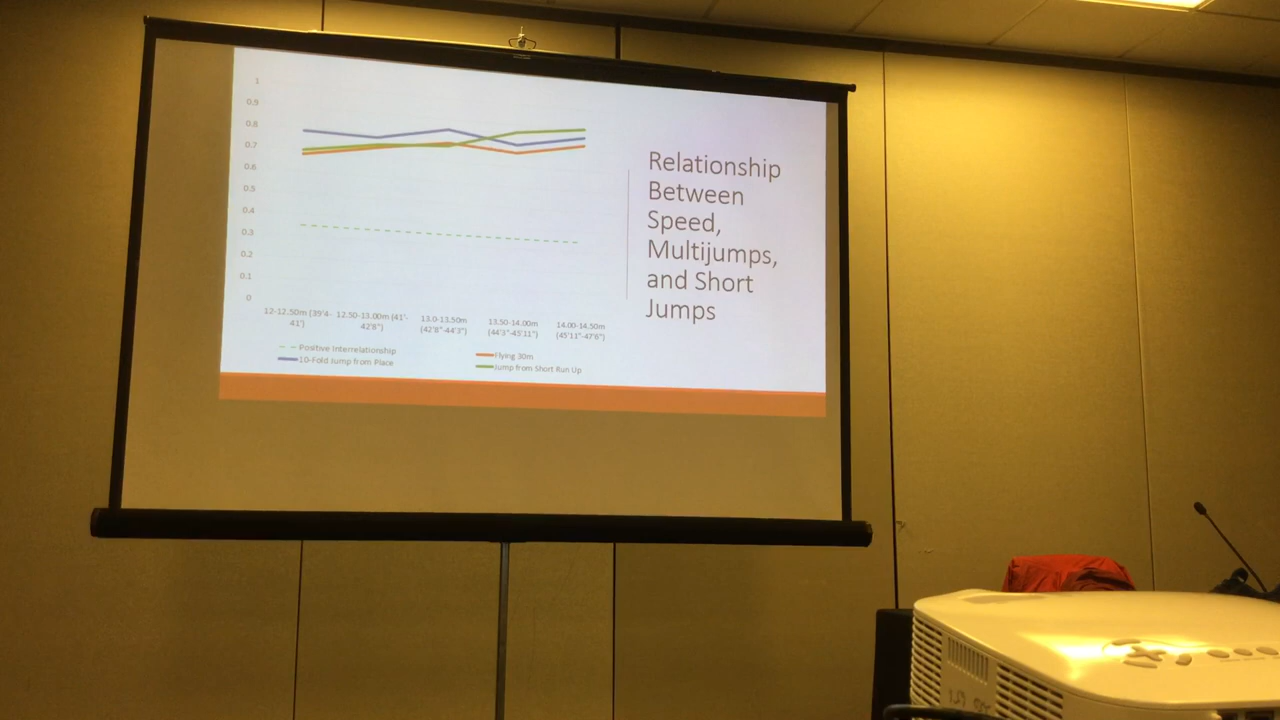 1
0.9
0.8
0.7
0.6
0.5
0.4
0.3
0.2
0.1
0
12-12.50m (39'4-
41')
12.50-13.00m (41'-
42'8")
13.0-13.50m
(42'8"-44'3")
13.50-14.00m
(44'3"-45'11")
14.00-14.50m
(45'11"-47'6")
Positive Interrelationship
Flying 30m
10-Fold Jump from Place
Jump from Short Run Up
Relationship
Between
Speed,
Multijumps,
and Short
Jumps